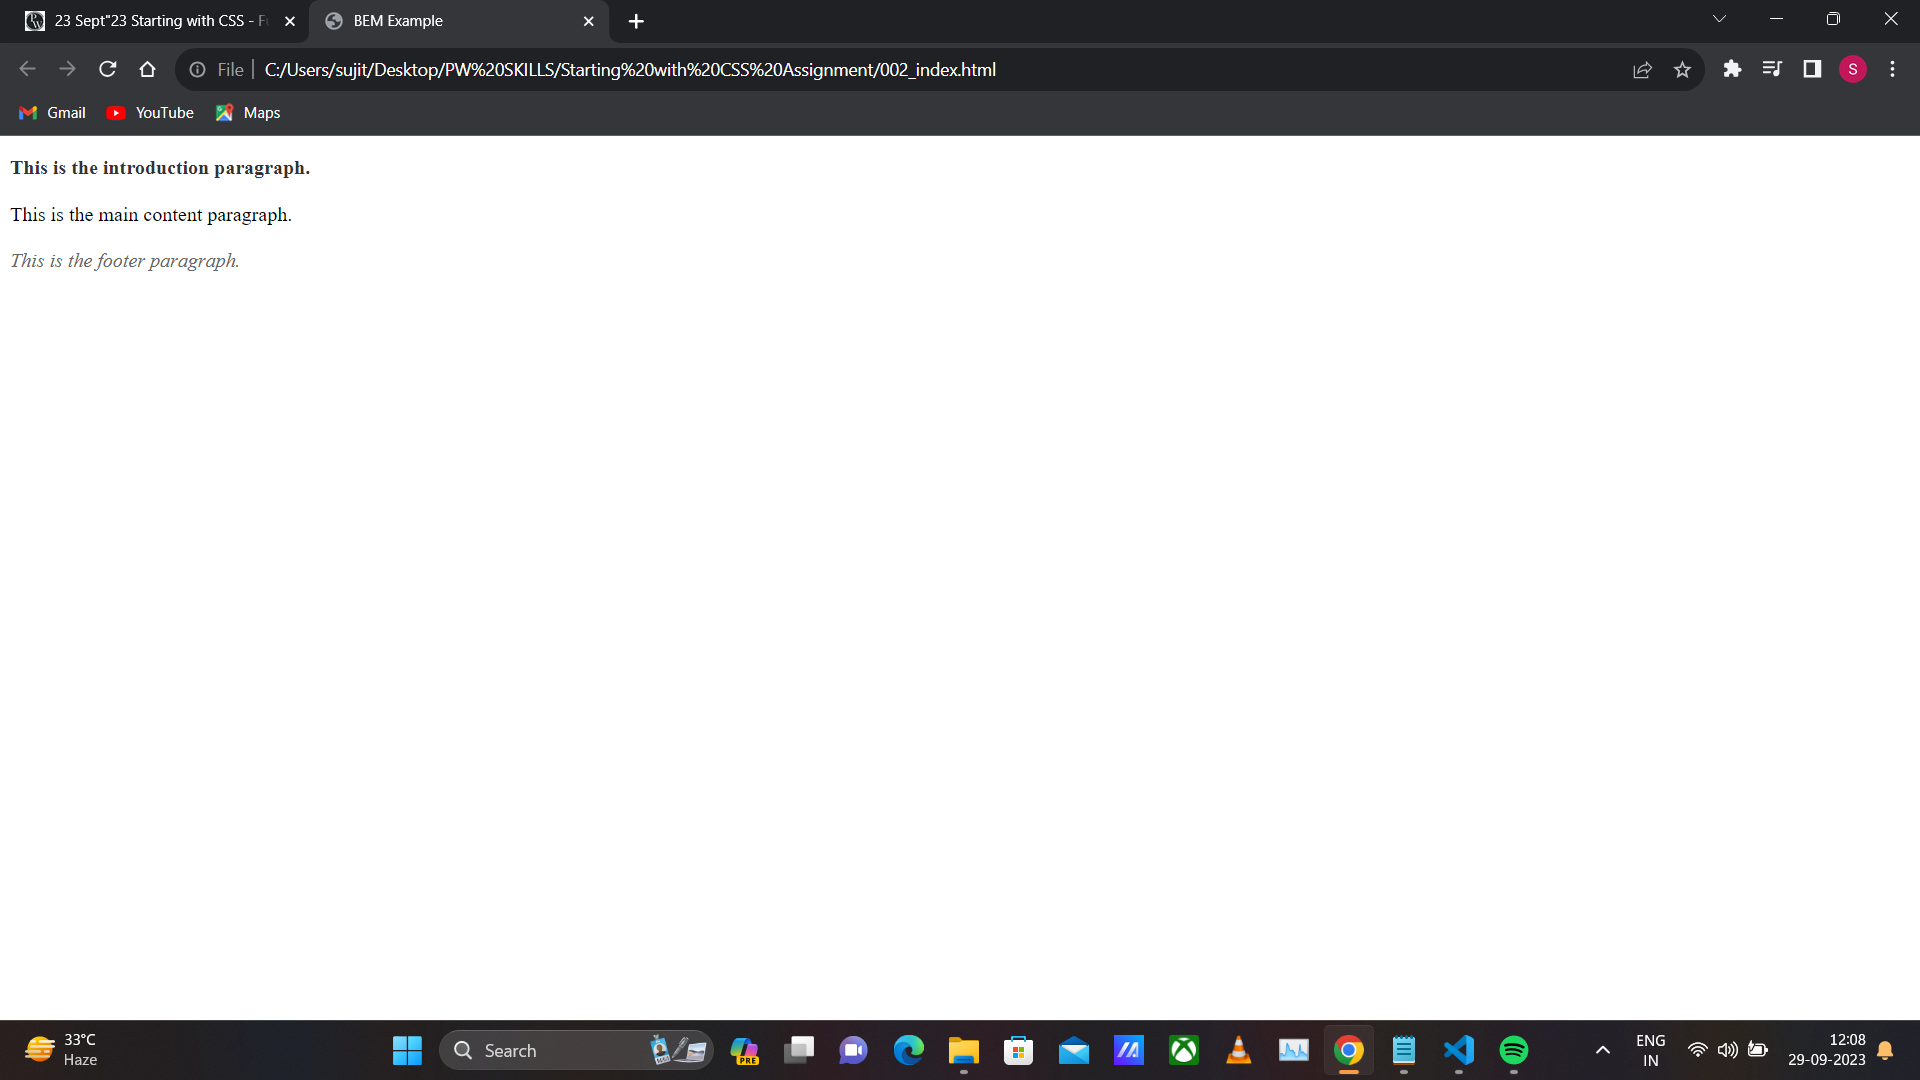 23 Sept"23 Starting with CSS - F
BEM Example
File
C:/Users/sujit/Desktop/PW%20SKILLS/Starting%20with%20CSS%20Assignment/002_index.html
S
Gmail
YouTube
Maps
This is the introduction paragraph.
This is the main content paragraph.
This is the footer paragraph.
33°C
Haze
Search
PRE
ENG
IN
12:08
29-09-2023